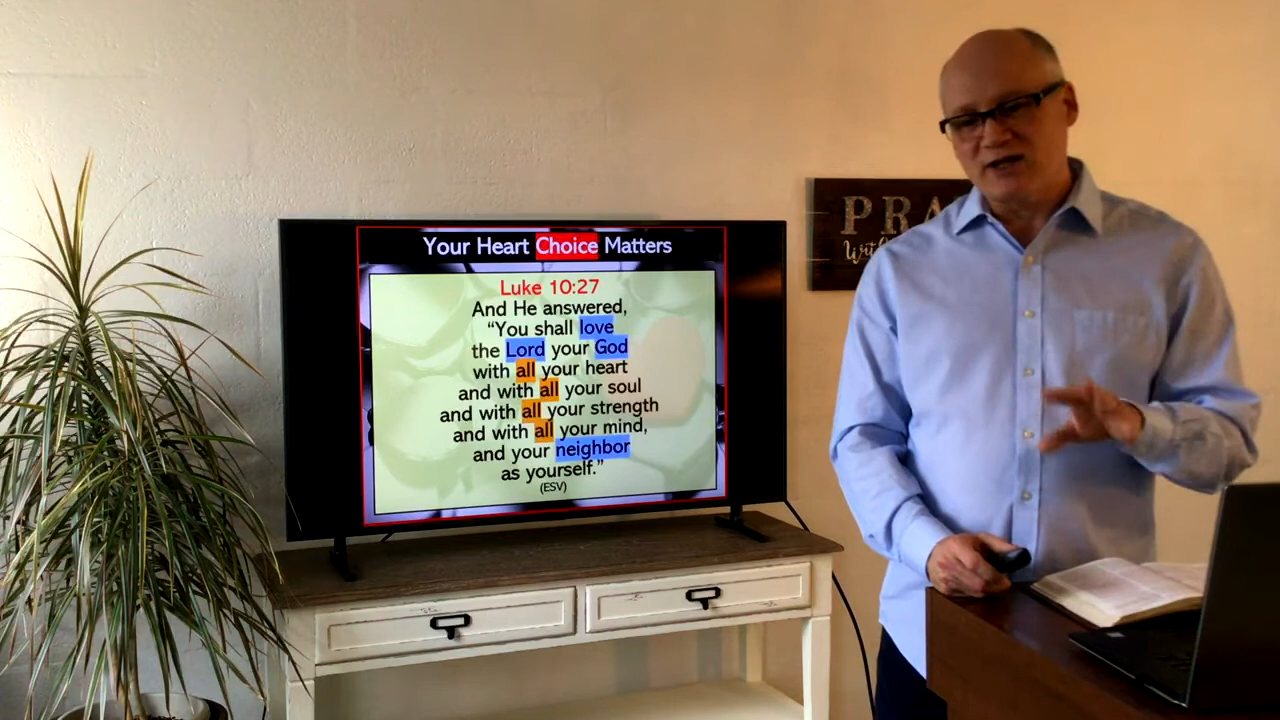 Your Heart Choice Matters
Luke 10:27
And He answered,
“You shall love
the Lord your God
with all your heart
and with all your soul
and with all your strength
and with all your mind,
and your neighbor
as yourself.”
(ESV)
PRA